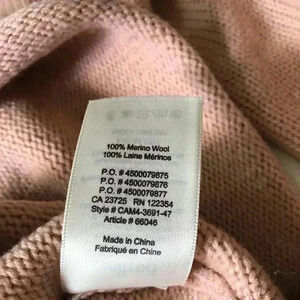 100% Merino Wool
100% Laine Mérinos
P.O. # 4500079875
P.O. # 4500079876
P.O. # 4500079877
CA 23725 RN 122354
Style # CAM4-3691-47
Article # 66046
Made in China
Fabriqué en Chine